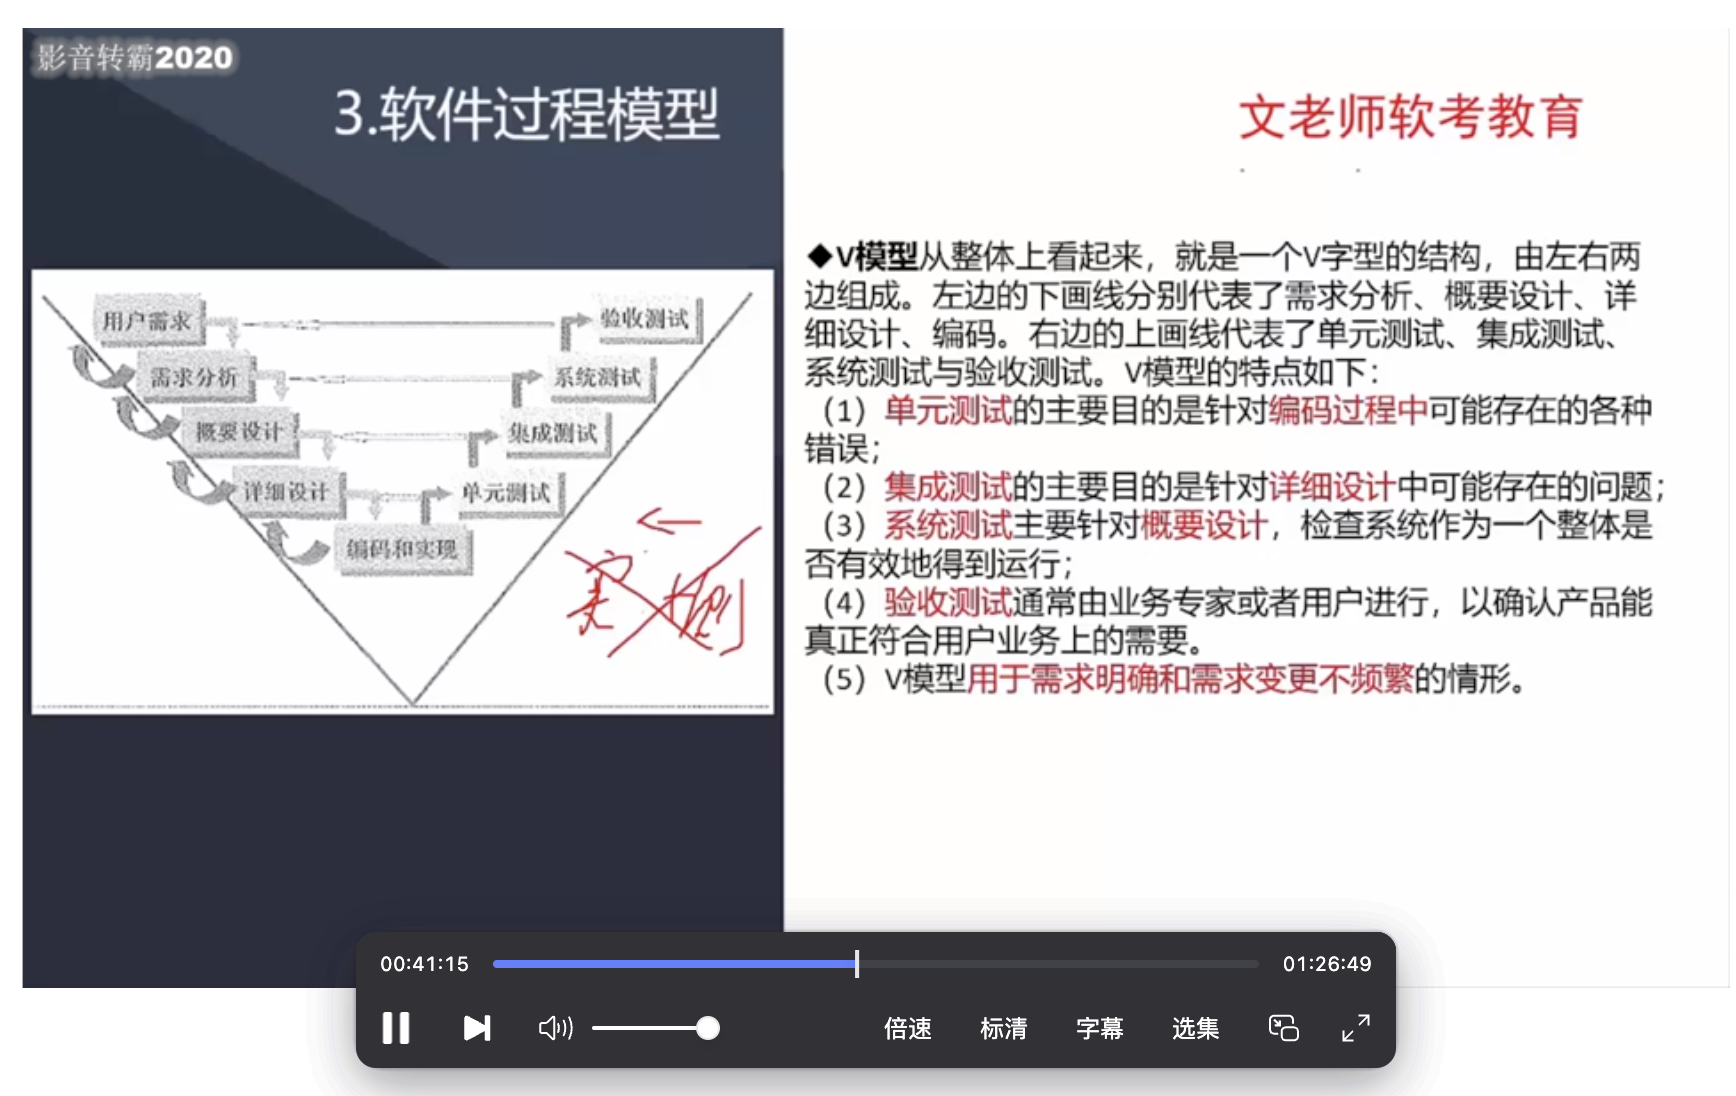 影音转霸2020
3.软件过程模型
用户需求
验收测试
需求分析
系统测试
概要设计
集成测试
详细设计
单元测试
编码和实现
文老师软考教育
◆V模型从整体上看起来，就是一个V字型的结构，由左右两
边组成。左边的下画线分别代表了需求分析、概要设计、详
细设计、编码。右边的上画线代表了单元测试、集成测试、
系统测试与验收测试。V模型的特点如下：
（1）单元测试的主要目的是针对编码过程中可能存在的各种
错误；
（2）集成测试的主要目的是针对详细设计中可能存在的问题；
（3）系统测试主要针对概要设计，检查系统作为一个整体是
否有效地得到运行；
（4）验收测试通常由业务专家或者用户进行，以确认产品能
真正符合用户业务上的需要。
（5）V模型用于需求明确和需求变更不频繁的情形。
00:41:15
01:26:49
倍速
标清
字幕
选集